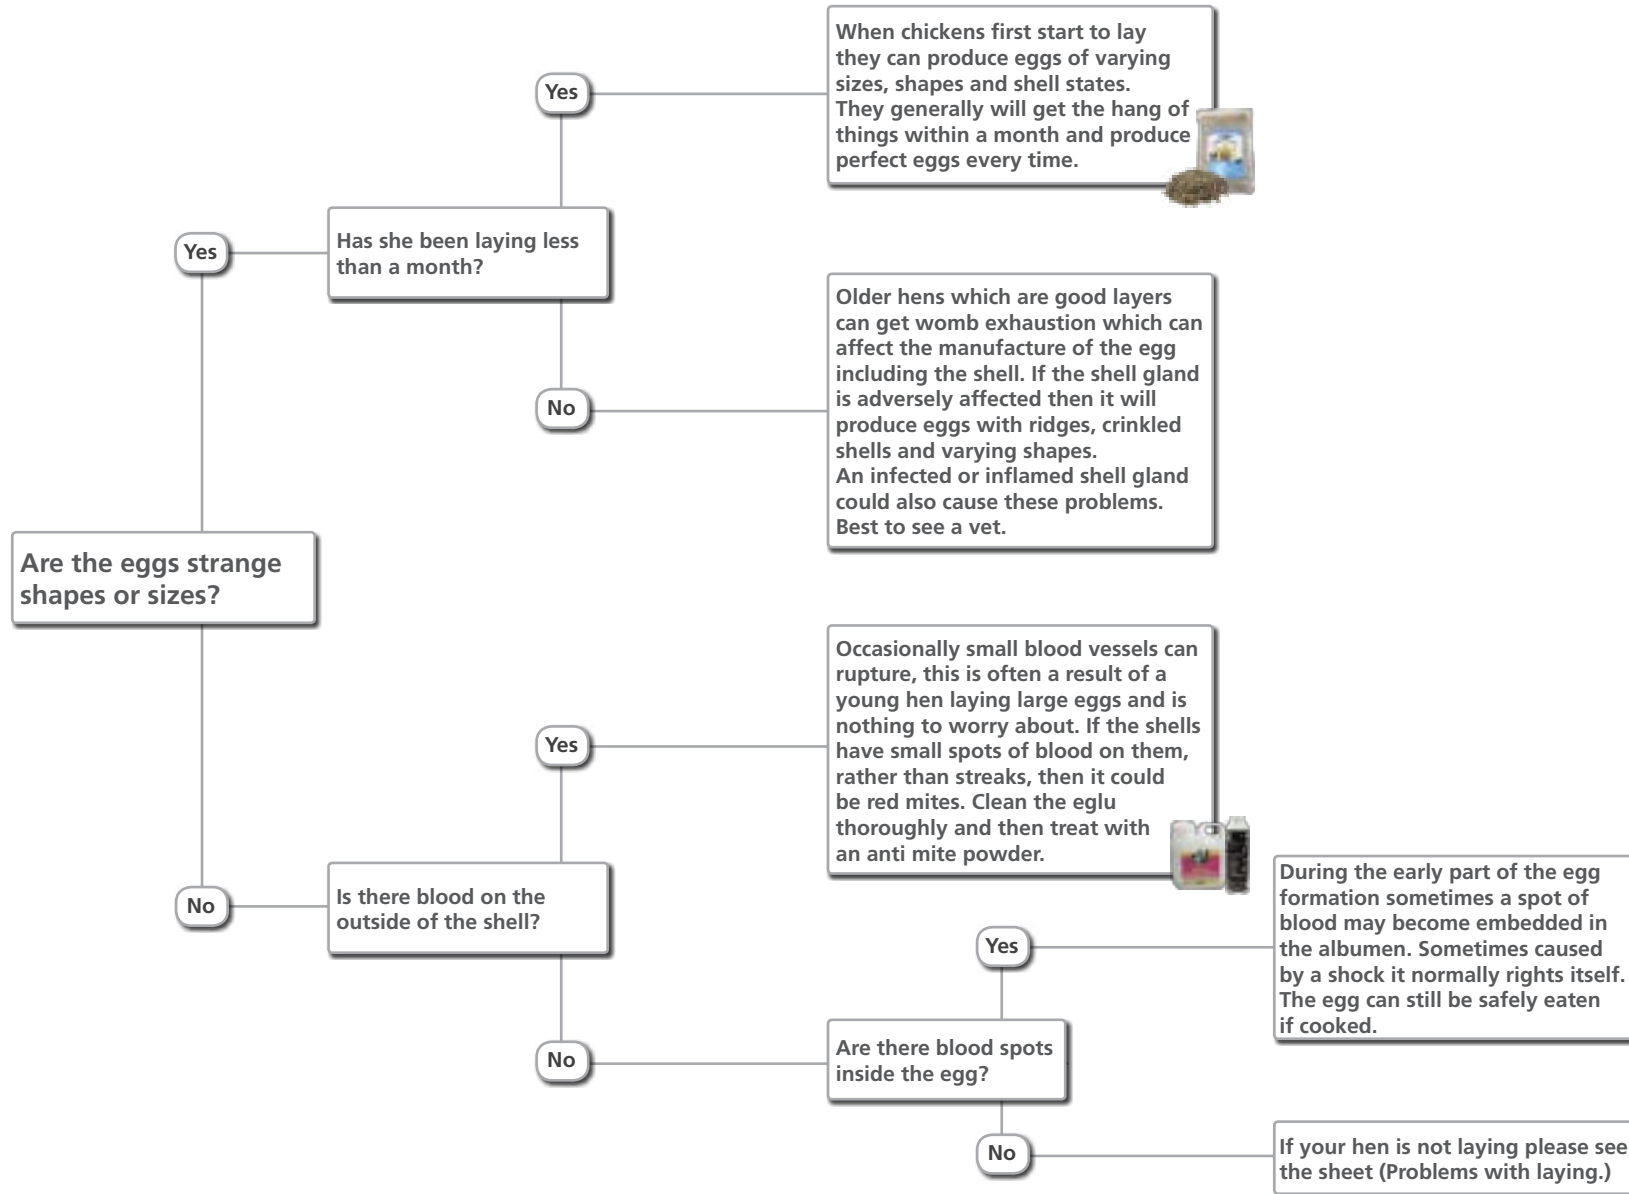 When chickens first start to lay
they can produce eggs of varying
sizes, shapes and shell states.
They generally will get the hang of
things within a month and produce
perfect eggs every time.
Yes
Has she been laying less
than a month?
Yes
Older hens which are good layers
can get womb exhaustion which can
affect the manufacture of the egg
including the shell. If the shell gland
is adversely affected then it will
produce eggs with ridges, crinkled
shells and varying shapes.
An infected or inflamed shell gland
could also cause these problems.
Best to see a vet.
No
Are the eggs strange
shapes or sizes?
Occasionally small blood vessels can
rupture, this is often a result of a
young hen laying large eggs and is
nothing to worry about. If the shells
have small spots of blood on them,
rather than streaks, then it could
be red mites. Clean the eglu
thoroughly and then treat with
an anti mite powder.
Yes
Is there blood on the
outside of the shell?
No
During the early part of the egg
formation sometimes a spot of
blood may become embedded in
the albumen. Sometimes caused
by a shock it normally rights itself.
The egg can still be safely eaten
if cooked.
Yes
Are there blood spots
inside the egg?
No
No
If your hen is not laying please see
the sheet (Problems with laying.)